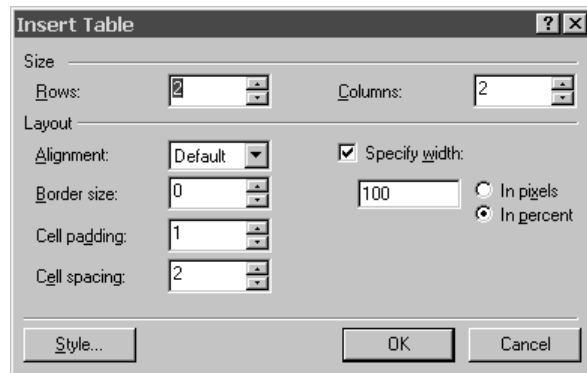 Insert Table
Size
Rows: 2 Columns: 2
Layout
Alignment: Default Specify width:
Border size: 0 100 In pixels
In percent
Cell padding: 1
Cell spacing: 2
Style... OK Cancel